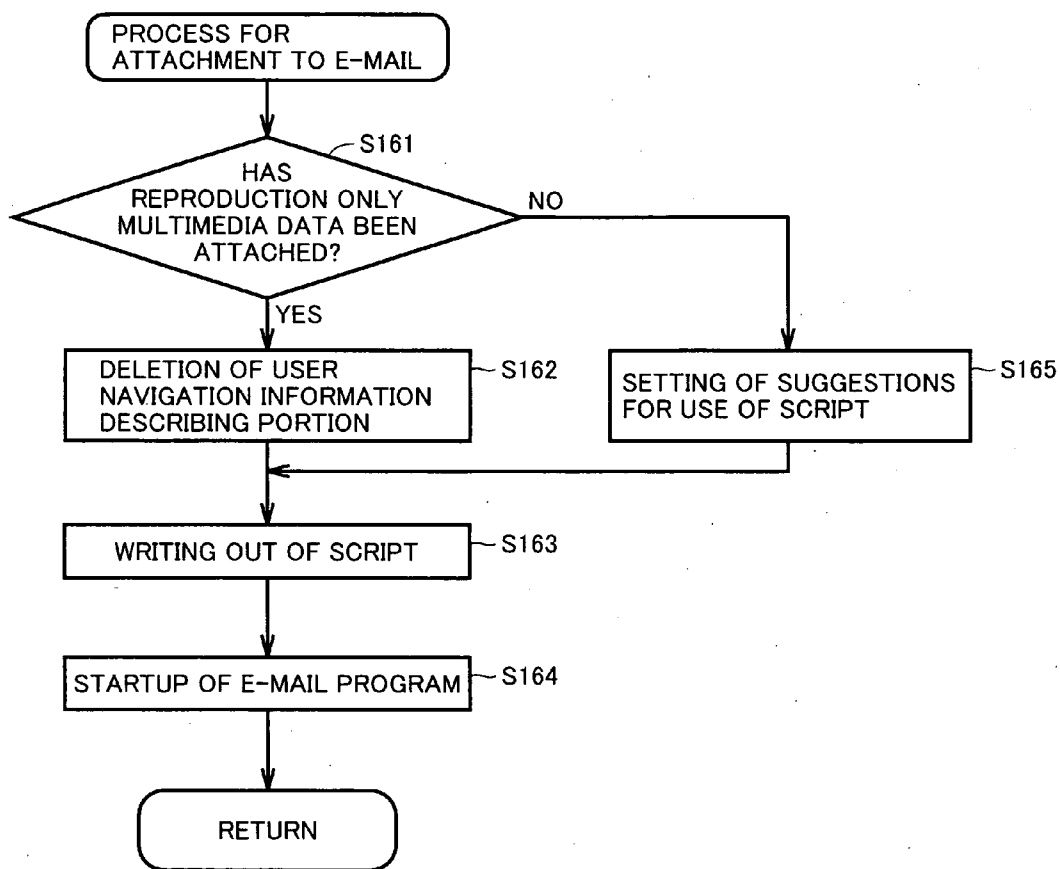 PROCESS FOR
ATTACHMENT TO E-MAIL
S161
HAS
REPRODUCTION ONLY
MULTIMEDIA DATA BEEN
ATTACHED?
NO
YES
DELETION OF USER
NAVIGATION INFORMATION
DESCRIBING PORTION
S162
SETTING OF SUGGESTIONS
FOR USE OF SCRIPT
S165
WRITING OUT OF SCRIPT
S163
STARTUP OF E-MAIL PROGRAM
S164
RETURN